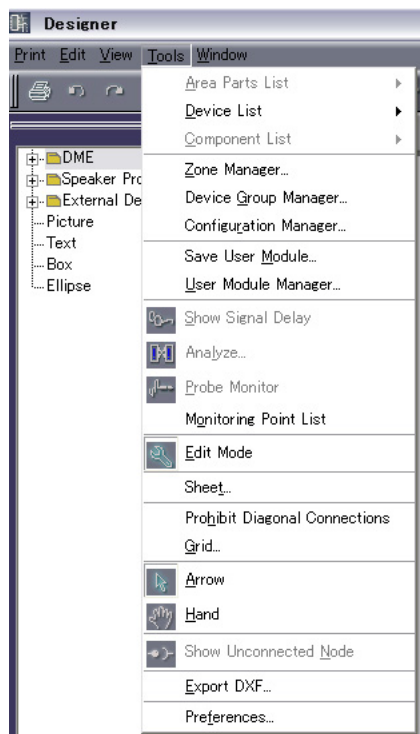 Designer
Print Edit View Tools Window
Area Parts List
Device List
Component List
DME
Zone Manager...
Speaker Pro
Device Group Manager...
External De
Configuration Manager...
Picture
Text
Save User Module...
Box
User Module Manager...
Ellipse
Show Signal Delay
Analyze...
Probe Monitor
Monitoring Point List
Edit Mode
Sheet...
Prohibit Diagonal Connections
Grid...
Arrow
Hand
Show Unconnected Node
Export DXF...
Preferences...